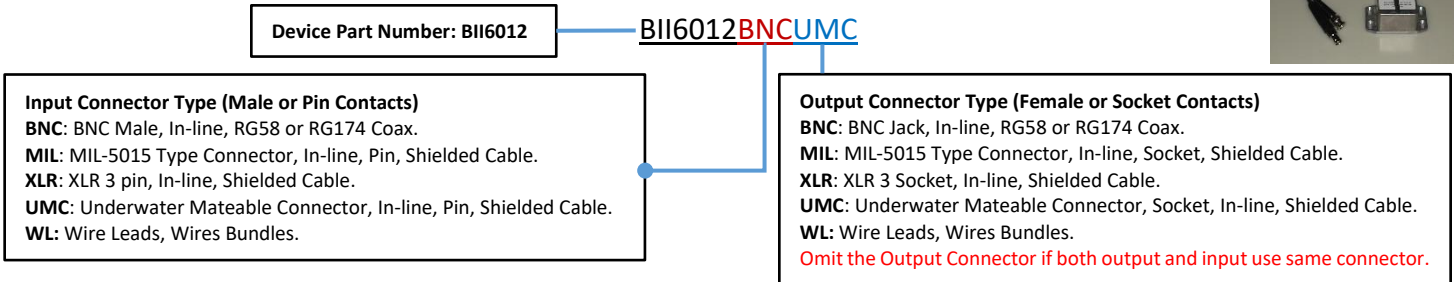 Device Part Number: BII6012
BII6012BNCUMC
Input Connector Type (Male or Pin Contacts)
BNC: BNC Male, In-line, RG58 or RG174 Coax.
MIL: MIL-5015 Type Connector, In-line, Pin, Shielded Cable.
XLR: XLR 3 pin, In-line, Shielded Cable.
UMC: Underwater Mateable Connector, In-line, Pin, Shielded Cable.
WL: Wire Leads, Wires Bundles.
Output Connector Type (Female or Socket Contacts)
BNC: BNC Jack, In-line, RG58 or RG174 Coax.
MIL: MIL-5015 Type Connector, In-line, Socket, Shielded Cable.
XLR: XLR 3 Socket, In-line, Shielded Cable.
UMC: Underwater Mateable Connector, Socket, In-line, Shielded Cable.
WL: Wire Leads, Wires Bundles.
Omit the Output Connector if both output and input use same connector.